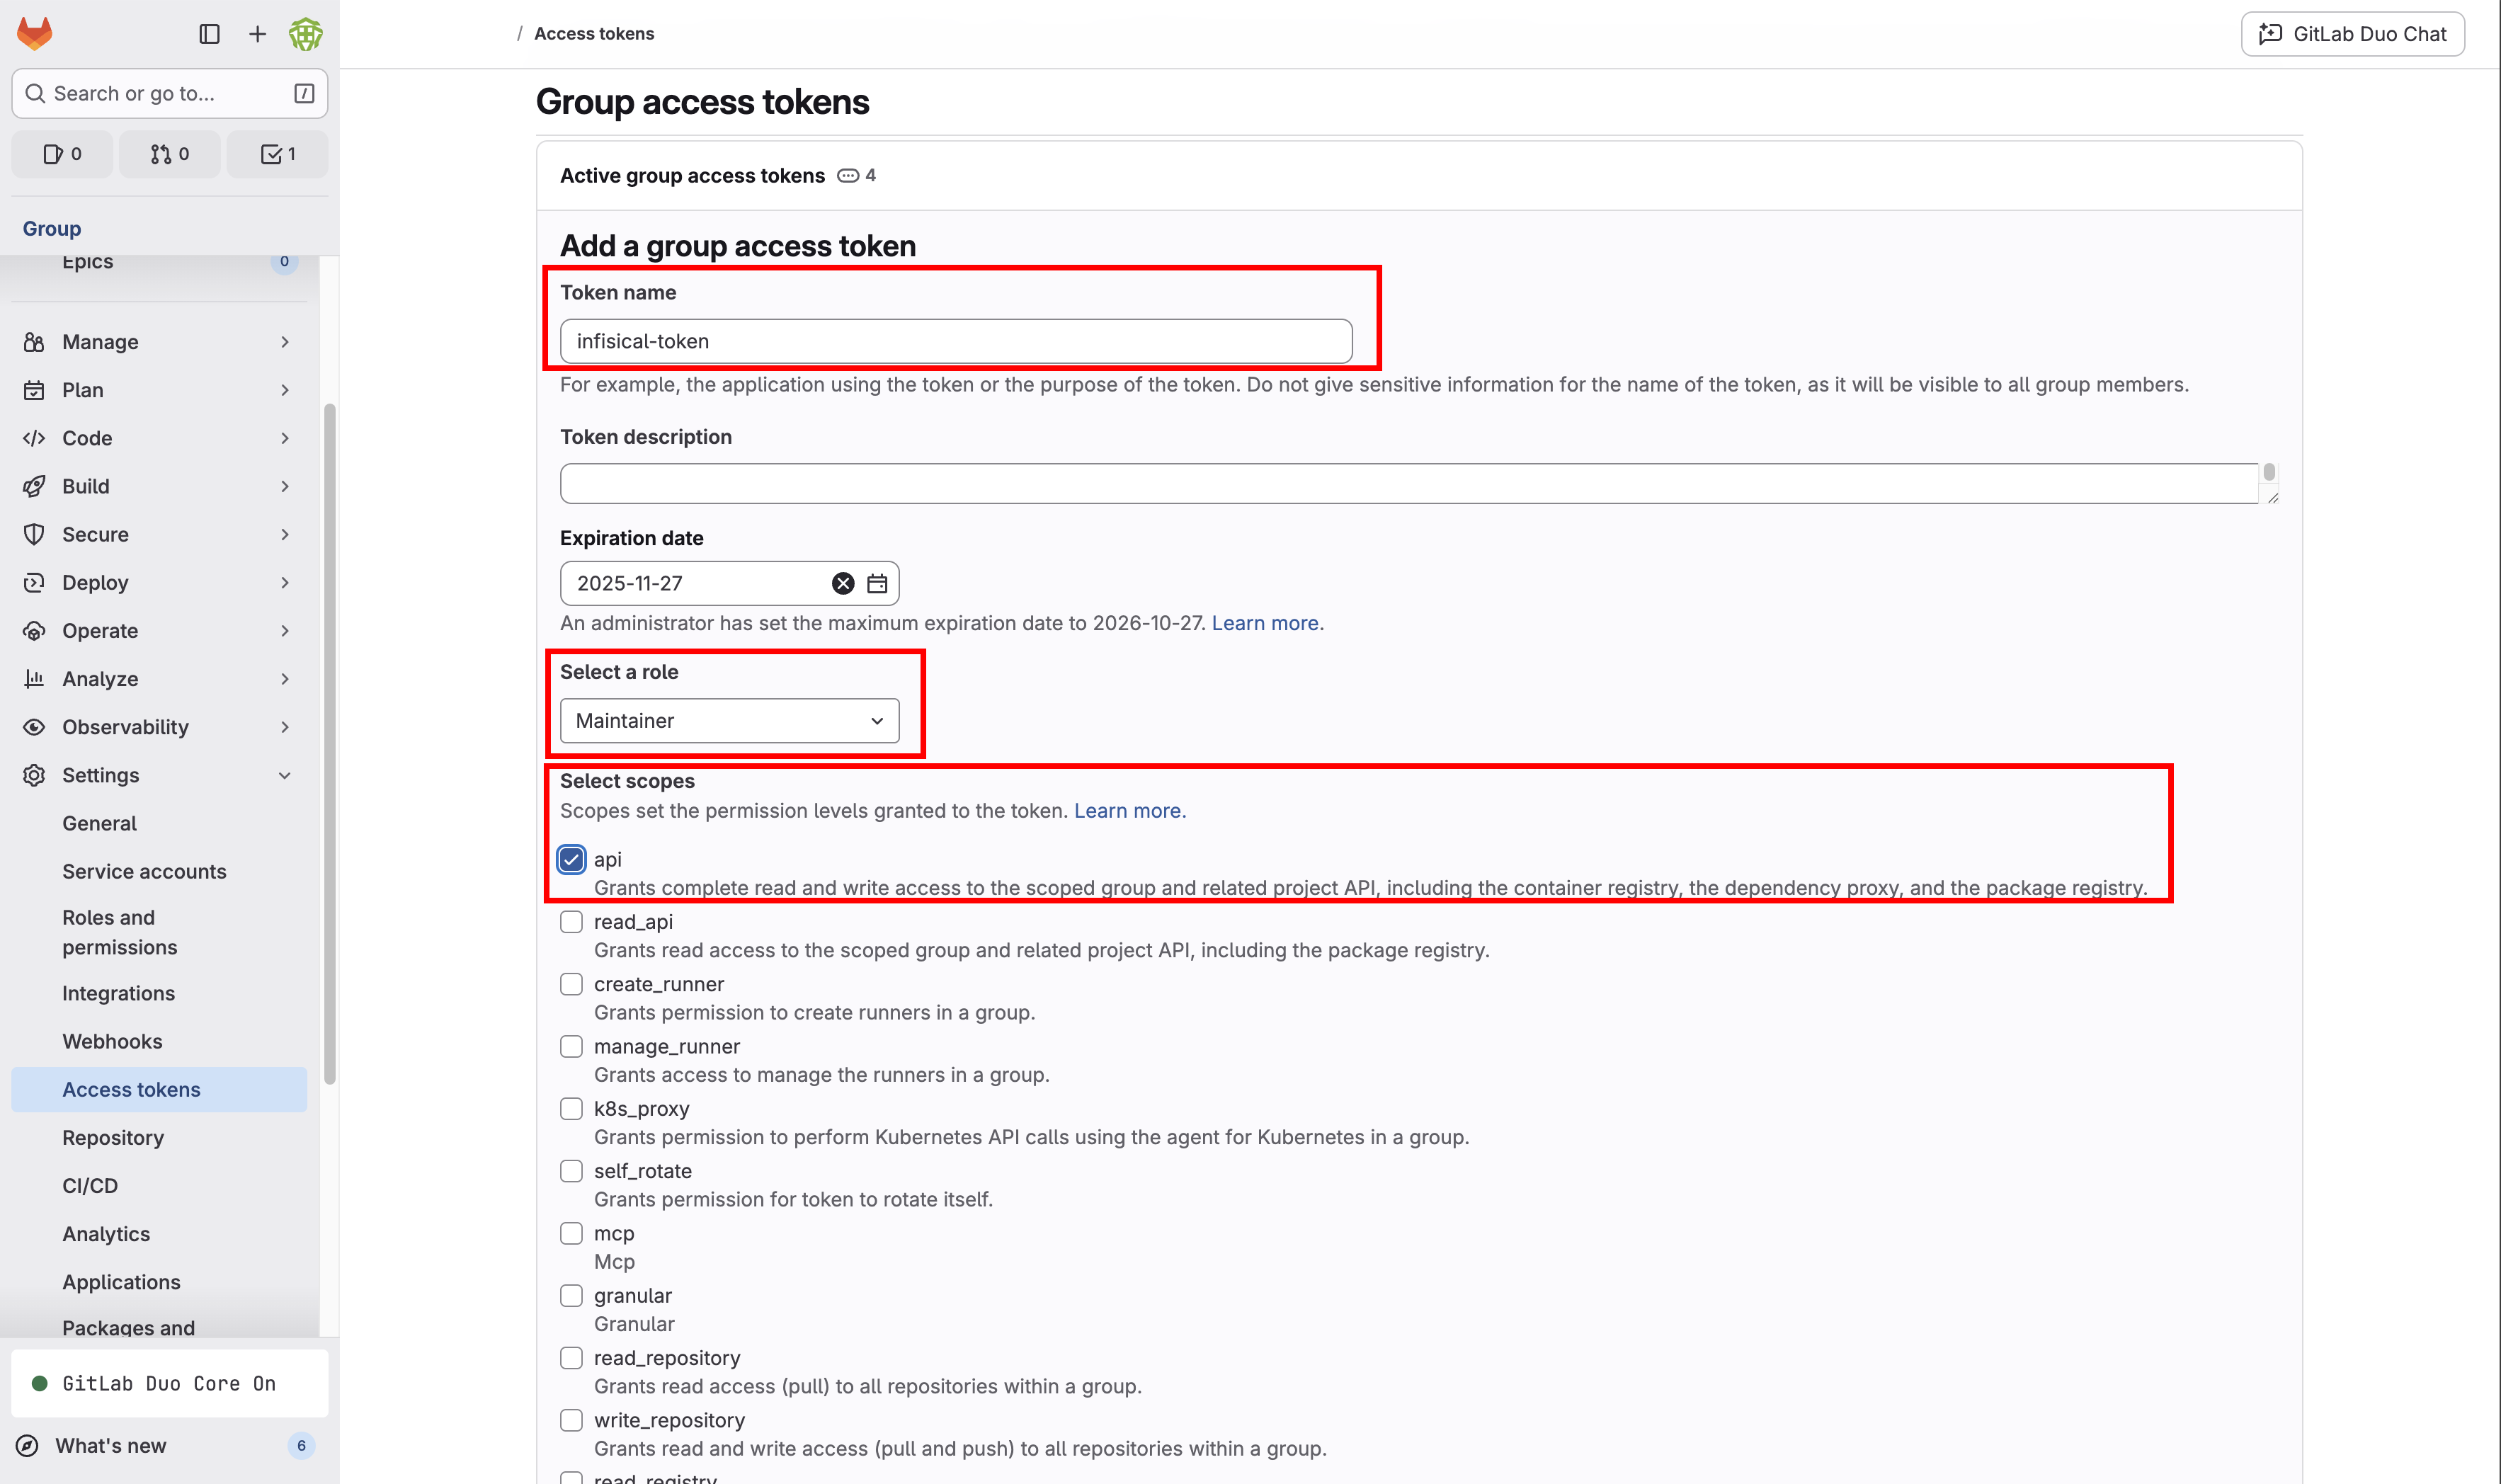 / Access tokens
GitLab Duo Chat
Search or go to...
/
0
0
1
Group
Epics
0
Manage
Plan
Code
Build
Secure
Deploy
Operate
Analyze
Observability
Settings
General
Service accounts
Roles and
permissions
Integrations
Webhooks
Access tokens
Repository
CI/CD
Analytics
Applications
Packages and
GitLab Duo Core On
What's new
6
Group access tokens
Active group access tokens 4
Add a group access token
Token name
infisical-token
For example, the application using the token or the purpose of the token. Do not give sensitive information for the name of the token, as it will be visible to all group members.
Token description
Expiration date
2025-11-27
An administrator has set the maximum expiration date to 2026-10-27. Learn more.
Select a role
Maintainer
Select scopes
Scopes set the permission levels granted to the token. Learn more.
api
Grants complete read and write access to the scoped group and related project API, including the container registry, the dependency proxy, and the package registry.
read_api
Grants read access to the scoped group and related project API, including the package registry.
create_runner
Grants permission to create runners in a group.
manage_runner
Grants access to manage the runners in a group.
k8s_proxy
Grants permission to perform Kubernetes API calls using the agent for Kubernetes in a group.
self_rotate
Grants permission for token to rotate itself.
mcp
Mcp
granular
Granular
read_repository
Grants read access (pull) to all repositories within a group.
write_repository
Grants read and write access (pull and push) to all repositories within a group.
read_registry